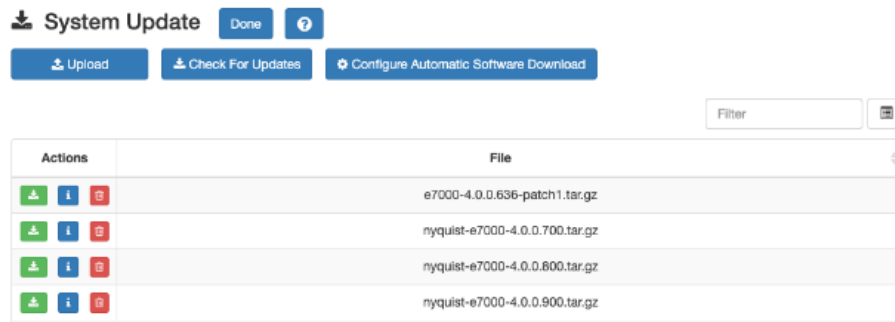 System Update Done
Upload Check For Updates Configure Automatic Software Download
Filter
Actions File
e7000-4.0.0.636-patch1.tar.gz
nyquist-e7000-4.0.0.700.tar.gz
nyquist-e7000-4.0.0.800.tar.gz
nyquist-e7000-4.0.0.900.tar.gz